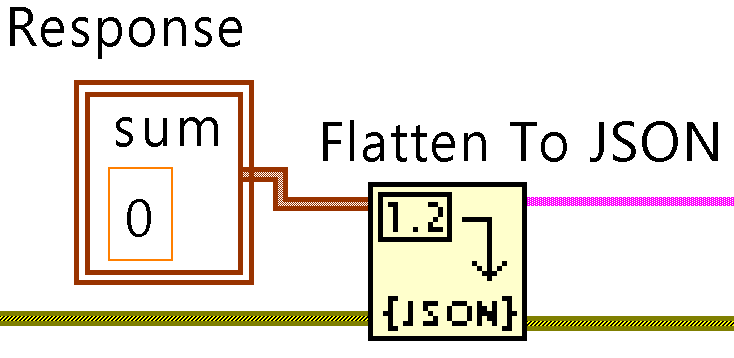 Response
sum
0
Flatten To JSON
1.2
{JSON}